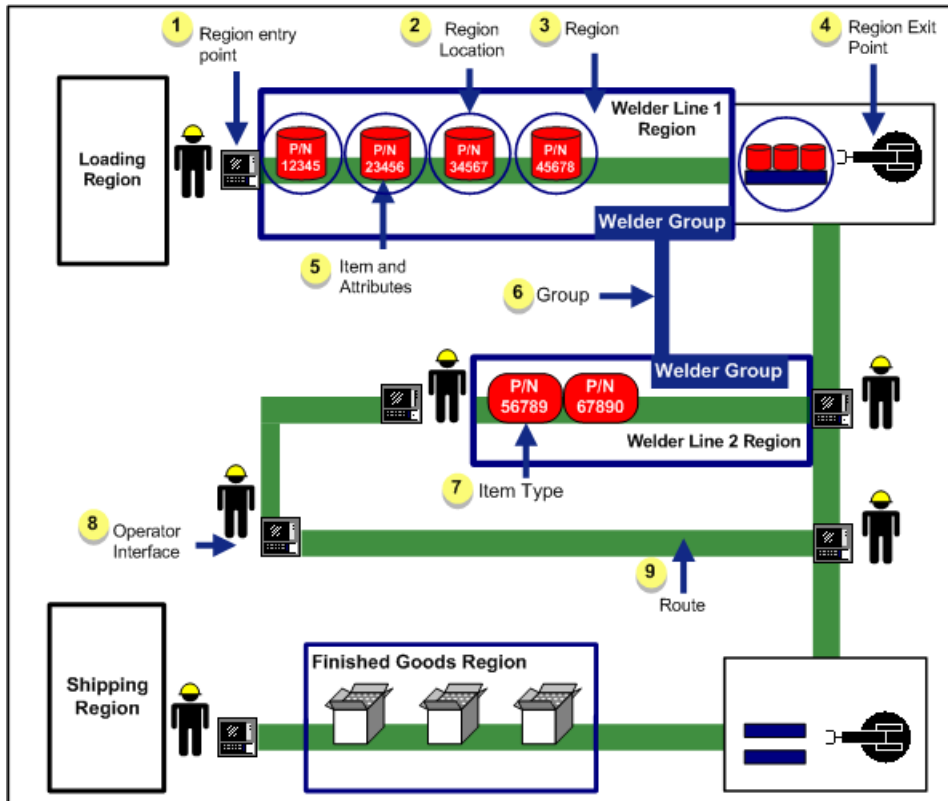 1
Region entry
point
2
Region
Location
3
Region
4
Region Exit
Point
Loading
Region
Welder Line 1
Region
P/N
12345
P/N
23456
P/N
34567
P/N
45678
Welder Group
5
Item and
Attributes
6
Group
Welder Group
P/N
56789
P/N
67890
Welder Line 2 Region
7
Item Type
8
Operator
Interface
9
Route
Shipping
Region
Finished Goods Region